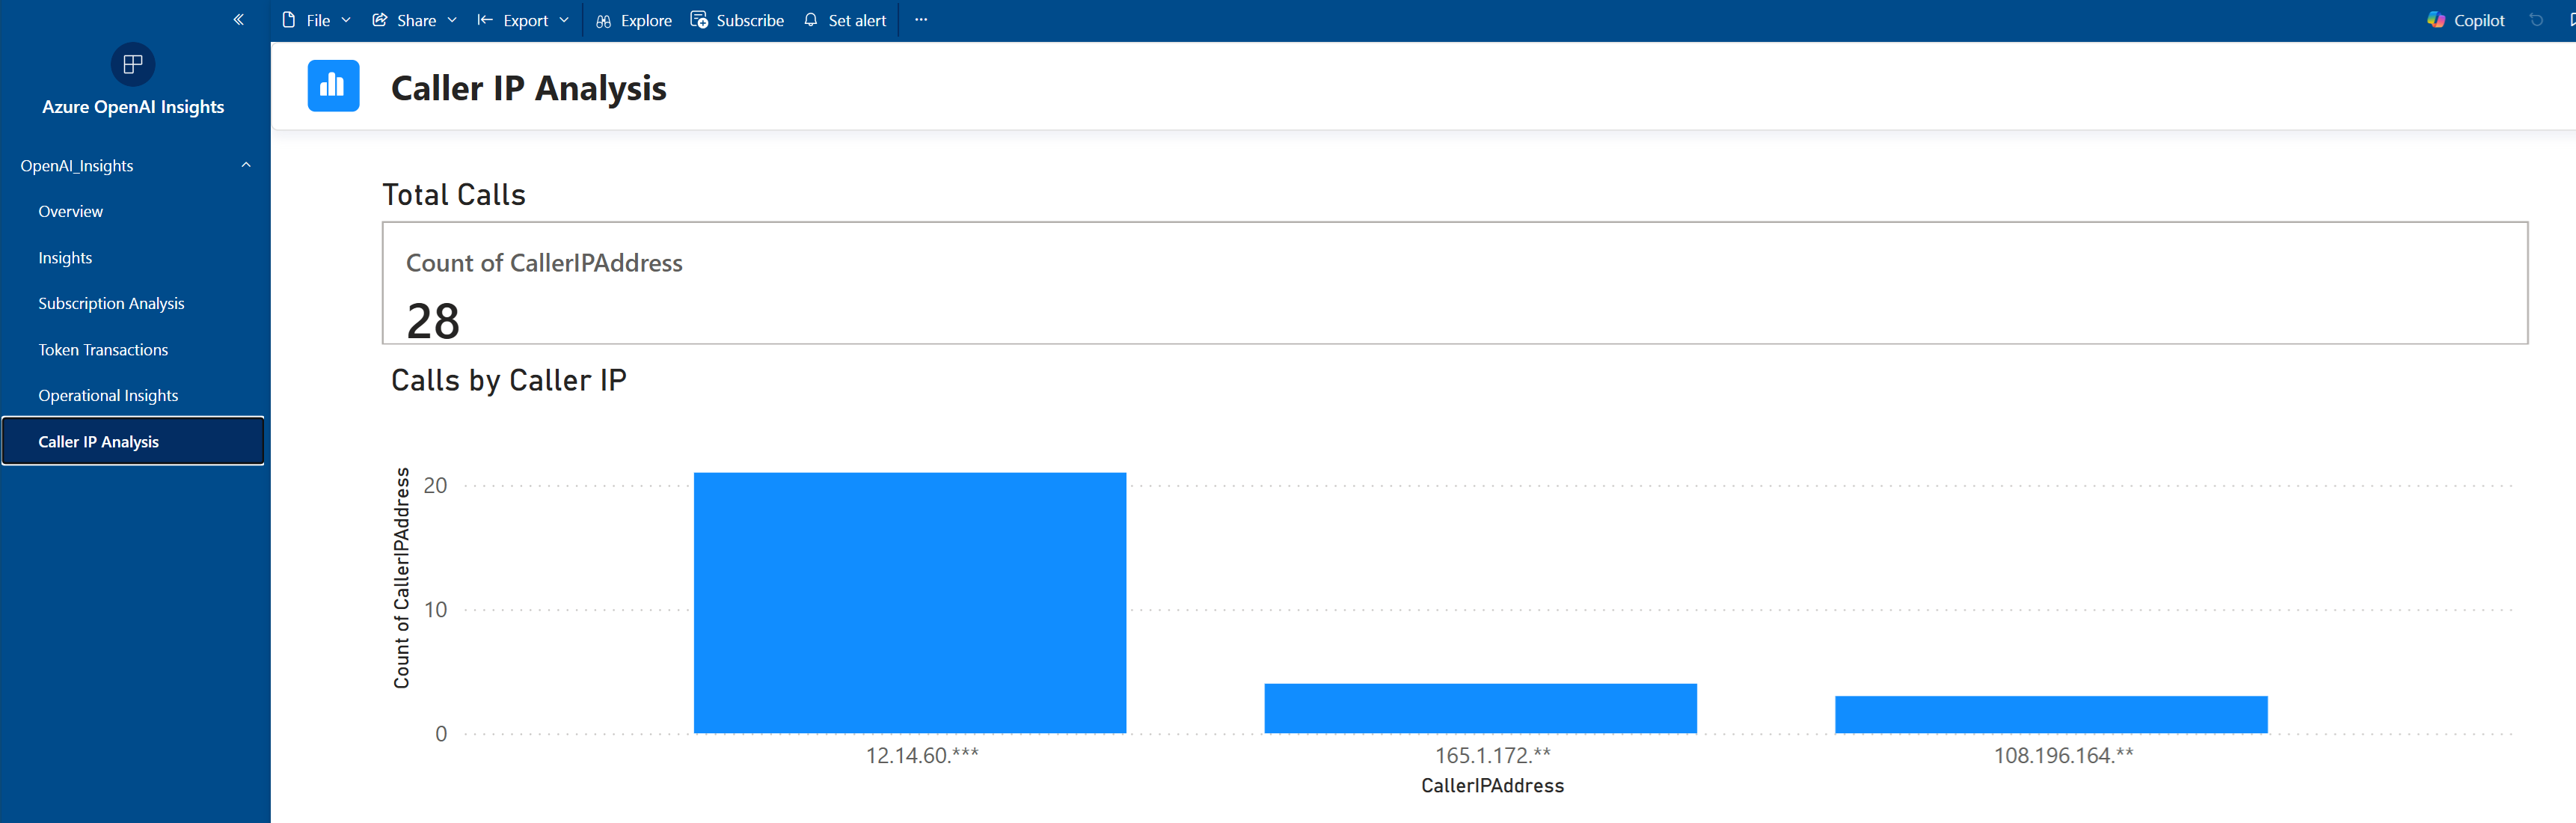 File
Share
Export
Explore
Subscribe
Set alert
...
Copilot
Azure OpenAI Insights
OpenAI_Insights
Overview
Insights
Subscription Analysis
Token Transactions
Operational Insights
Caller IP Analysis
Caller IP Analysis
Total Calls
Count of CallerIPAddress
28
Calls by Caller IP
Count of CallerIPAddress
20
10
0
12.14.60.***
165.1.172.**
108.196.164.**
CallerIPAddress